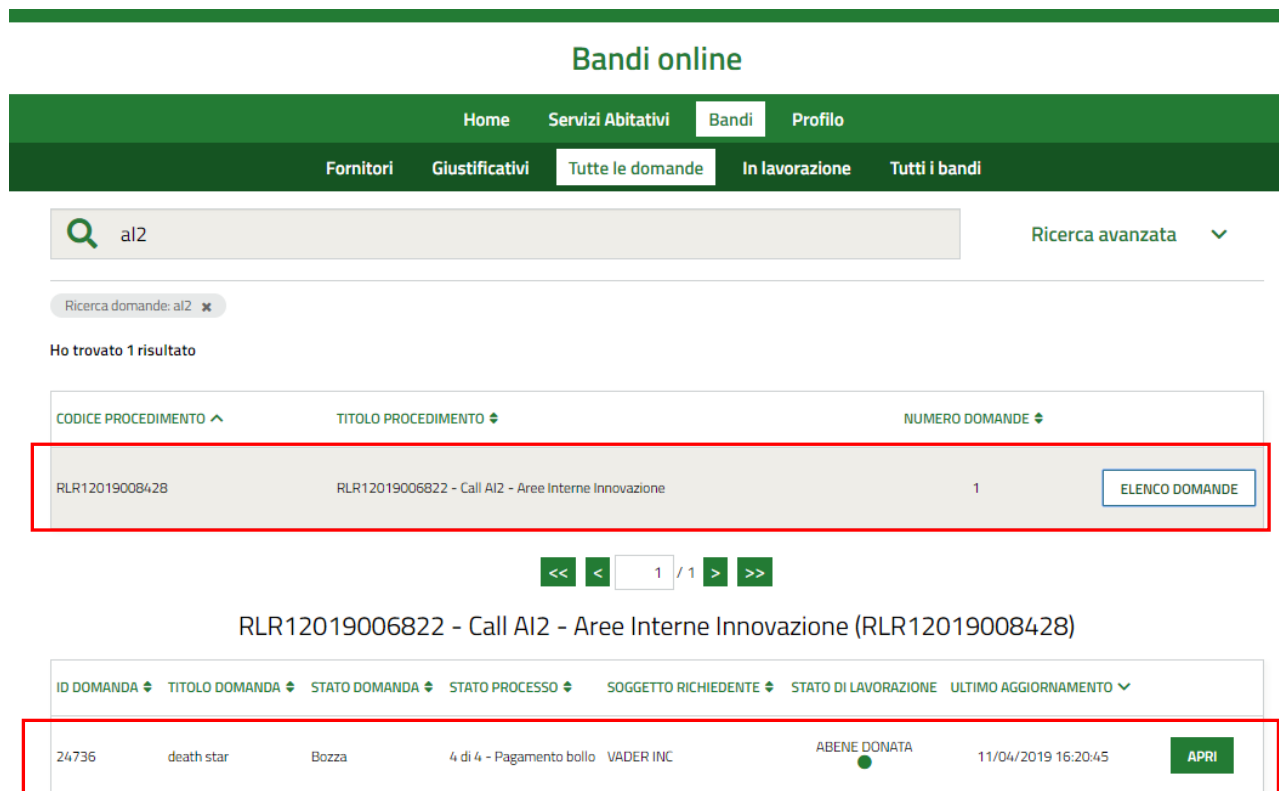 Bandi online
Home Servizi Abitativi Bandi Profilo
Fornitori Giustificativi Tutte le domande In lavorazione Tutti i bandi
aI2 Ricerca avanzata
Ricerca domande: aI2 ✖
Ho trovato 1 risultato
CODICE PROCEDIMENTO TITOLO PROCEDIMENTO NUMERO DOMANDE
RLR12019008428 RLR12019006822 - Call AI2 - Aree Interne Innovazione 1 ELENCO DOMANDE
<< < 1 / 1 > >>
RLR12019006822 - Call AI2 - Aree Interne Innovazione (RLR12019008428)
ID DOMANDA TITOLO DOMANDA STATO DOMANDA STATO PROCESSO SOGGETTO RICHIEDENTE STATO DI LAVORAZIONE ULTIMO AGGIORNAMENTO
24736 death star Bozza 4 di 4 - Pagamento bollo VADER INC ABENE DONATA 11/04/2019 16:20:45 APRI